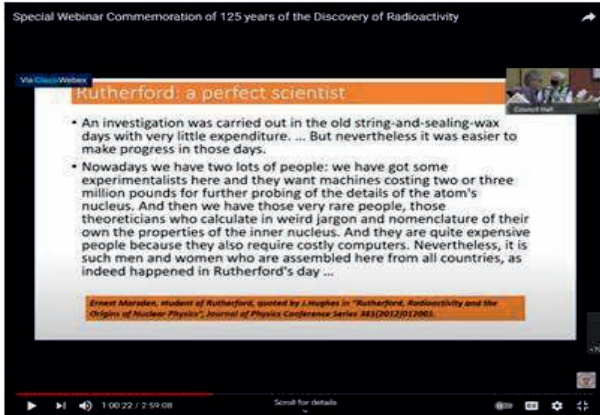 Special Webinar Commemoration of 125 years of the Discovery of Radioactivity
Via Cisco Webex
Rutherford: a perfect scientist
Council Hall
• An investigation was carried out in the old string-and-sealing-wax
days with very little expenditure. ... But nevertheless it was easier to
make progress in those days.
• Nowadays we have two lots of people: we have got some
experimentalists here and they want machines costing two or three
million pounds for further probing of the details of the atom's
nucleus. And then we have those very rare people, those
theoreticians who calculate in weird jargon and nomenclature of their
own the properties of the inner nucleus. And they are quite expensive
people because they also require costly computers. Nevertheless, it is
such men and women who are assembled here from all countries, as
indeed happened in Rutherford's day ...
Ernest Marsden, student of Rutherford, quoted by J.Hughes in "Rutherford, Radioactivity and the
Origins of Nuclear Physics", Journal of Physics Conference Series 381(2012)012001.
1:00:22 / 2:59:08
Scroll for details